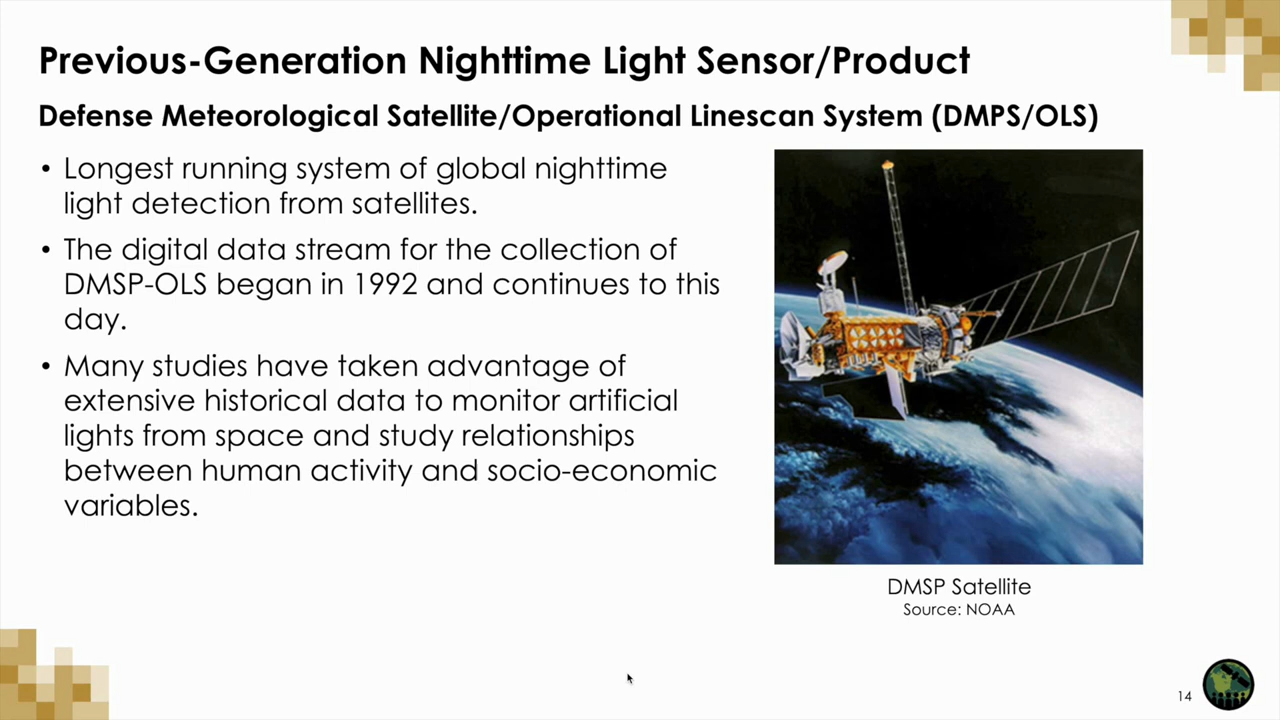 Previous-Generation Nighttime Light Sensor/Product
Defense Meteorological Satellite/Operational Linescan System (DMPS/OLS)
• Longest running system of global nighttime
light detection from satellites.
• The digital data stream for the collection of
DMSP-OLS began in 1992 and continues to this
day.
• Many studies have taken advantage of
extensive historical data to monitor artificial
lights from space and study relationships
between human activity and socio-economic
variables.
DMSP Satellite
Source: NOAA
14